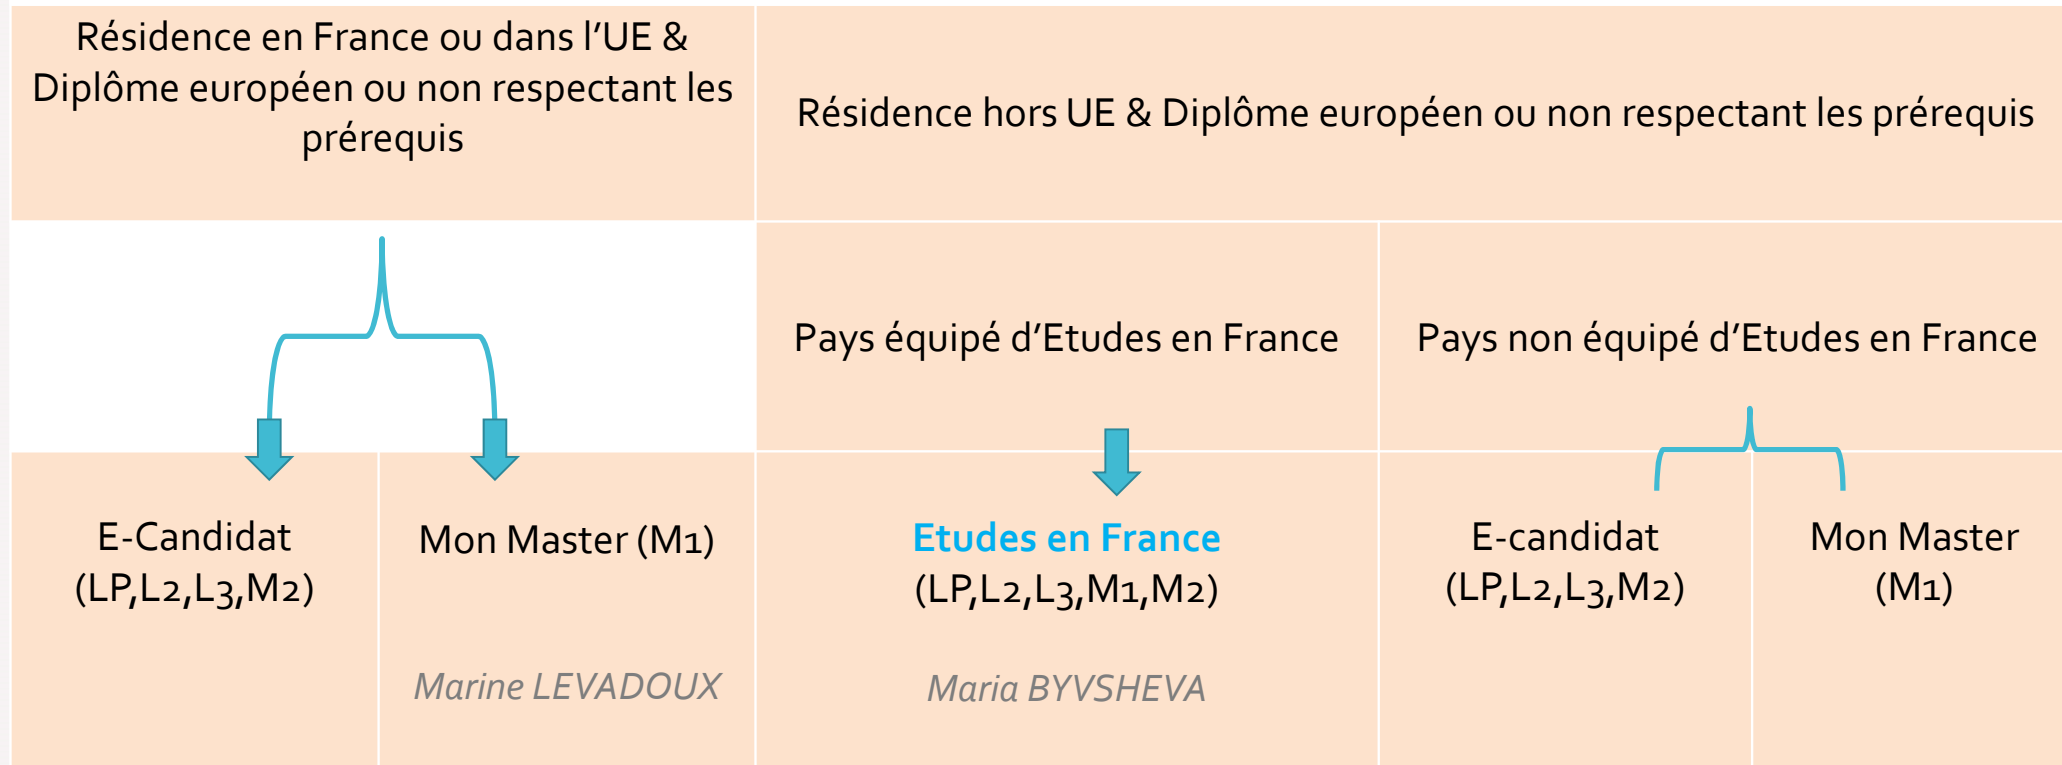 Résidence en France ou dans l'UE &
Diplôme européen ou non respectant les
prérequis
Résidence hors UE & Diplôme européen ou non respectant les prérequis
Pays équipé d'Etudes en France
Pays non équipé d'Etudes en France
E-Candidat
(LP,L2,L3,M2)
Mon Master (M1)
Marine LEVADOUX
Etudes en France
(LP,L2,L3,M1,M2)
Maria BYVSHEVA
E-candidat
(LP,L2,L3,M2)
Mon Master
(M1)